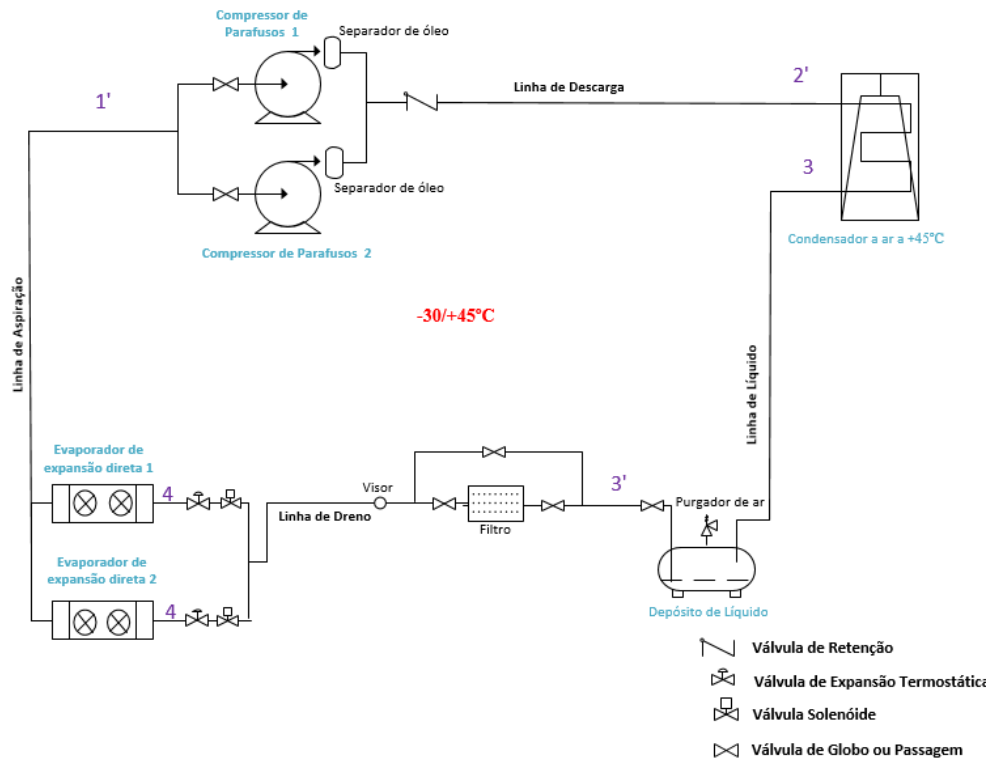 Compressor de
Parafusos 1
Separador de óleo
1'
Linha de Descarga
2'
3
Separador de óleo
Compressor de Parafusos 2
Condensador a ar a +45°C
-30/+45°C
Linha de Aspiração
Linha de Líquido
Evaporador de
expansão direta 1
4
Visor
Linha de Dreno
Filtro
3'
Purgador de ar
Evaporador de
expansão direta 2
4
Depósito de Líquido
Válvula de Retenção
Válvula de Expansão Termostática
Válvula Solenóide
Válvula de Globo ou Passagem